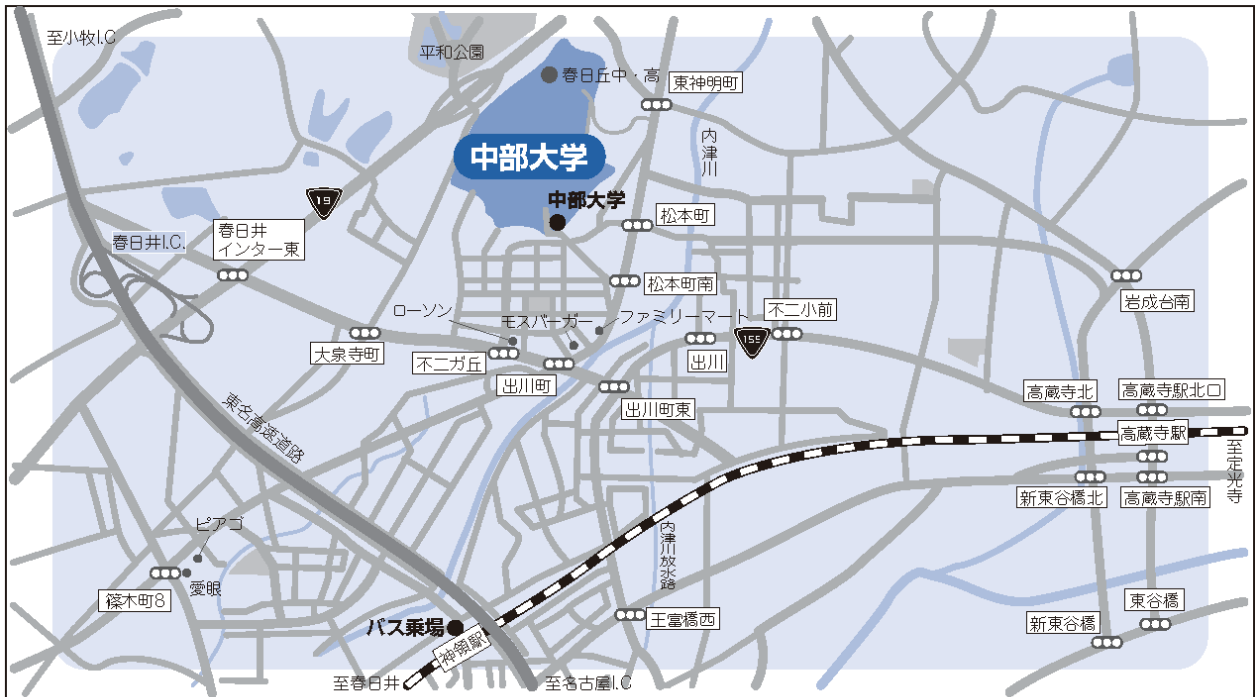 至小牧I.C
平和公園
春日丘中・高
東神明町
内津川
中部大学
中部大学
松本町
19
春日井
インター東
春日井I.C.
松本町南
岩成台南
ローソン
モスバーガー
ファミリーマート
不二小前
155
大泉寺町
不二ガ丘
出川町
出川
出川町東
高蔵寺北
高蔵寺駅北口
高蔵寺駅
至定光寺
東名高速道路
新東谷橋北
高蔵寺駅南
ピアゴ
愛眼
篠木町8
内津川放水路
バス乗場
神領駅
王富橋西
新東谷橋
東谷橋
至春日井
至名古屋I.C